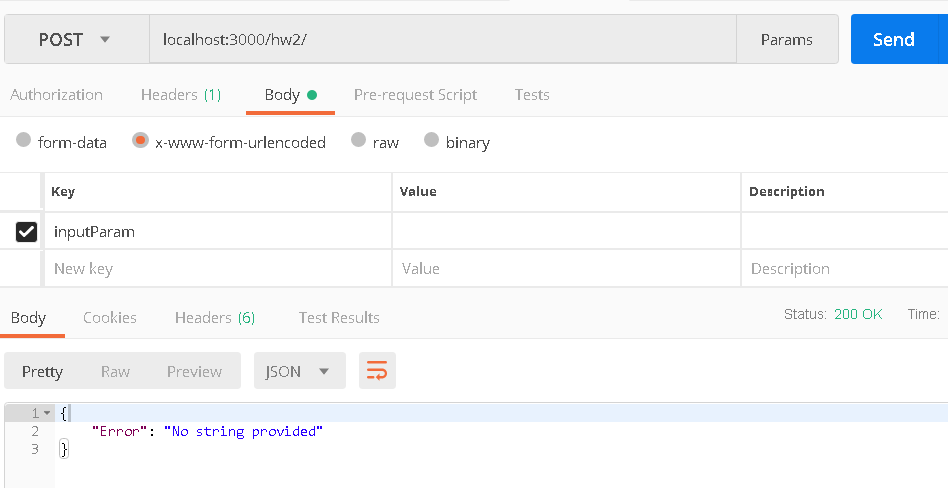 POST localhost:3000/hw2/ Params Send
Authorization Headers (1) Body Pre-request Script Tests
form-data x-www-form-urlencoded raw binary
Key Value Description
inputParam
New key Value Description
Body Cookies Headers (6) Test Results Status: 200 OK Time:
Pretty Raw Preview JSON
1 {
2 "Error": "No string provided"
3 }